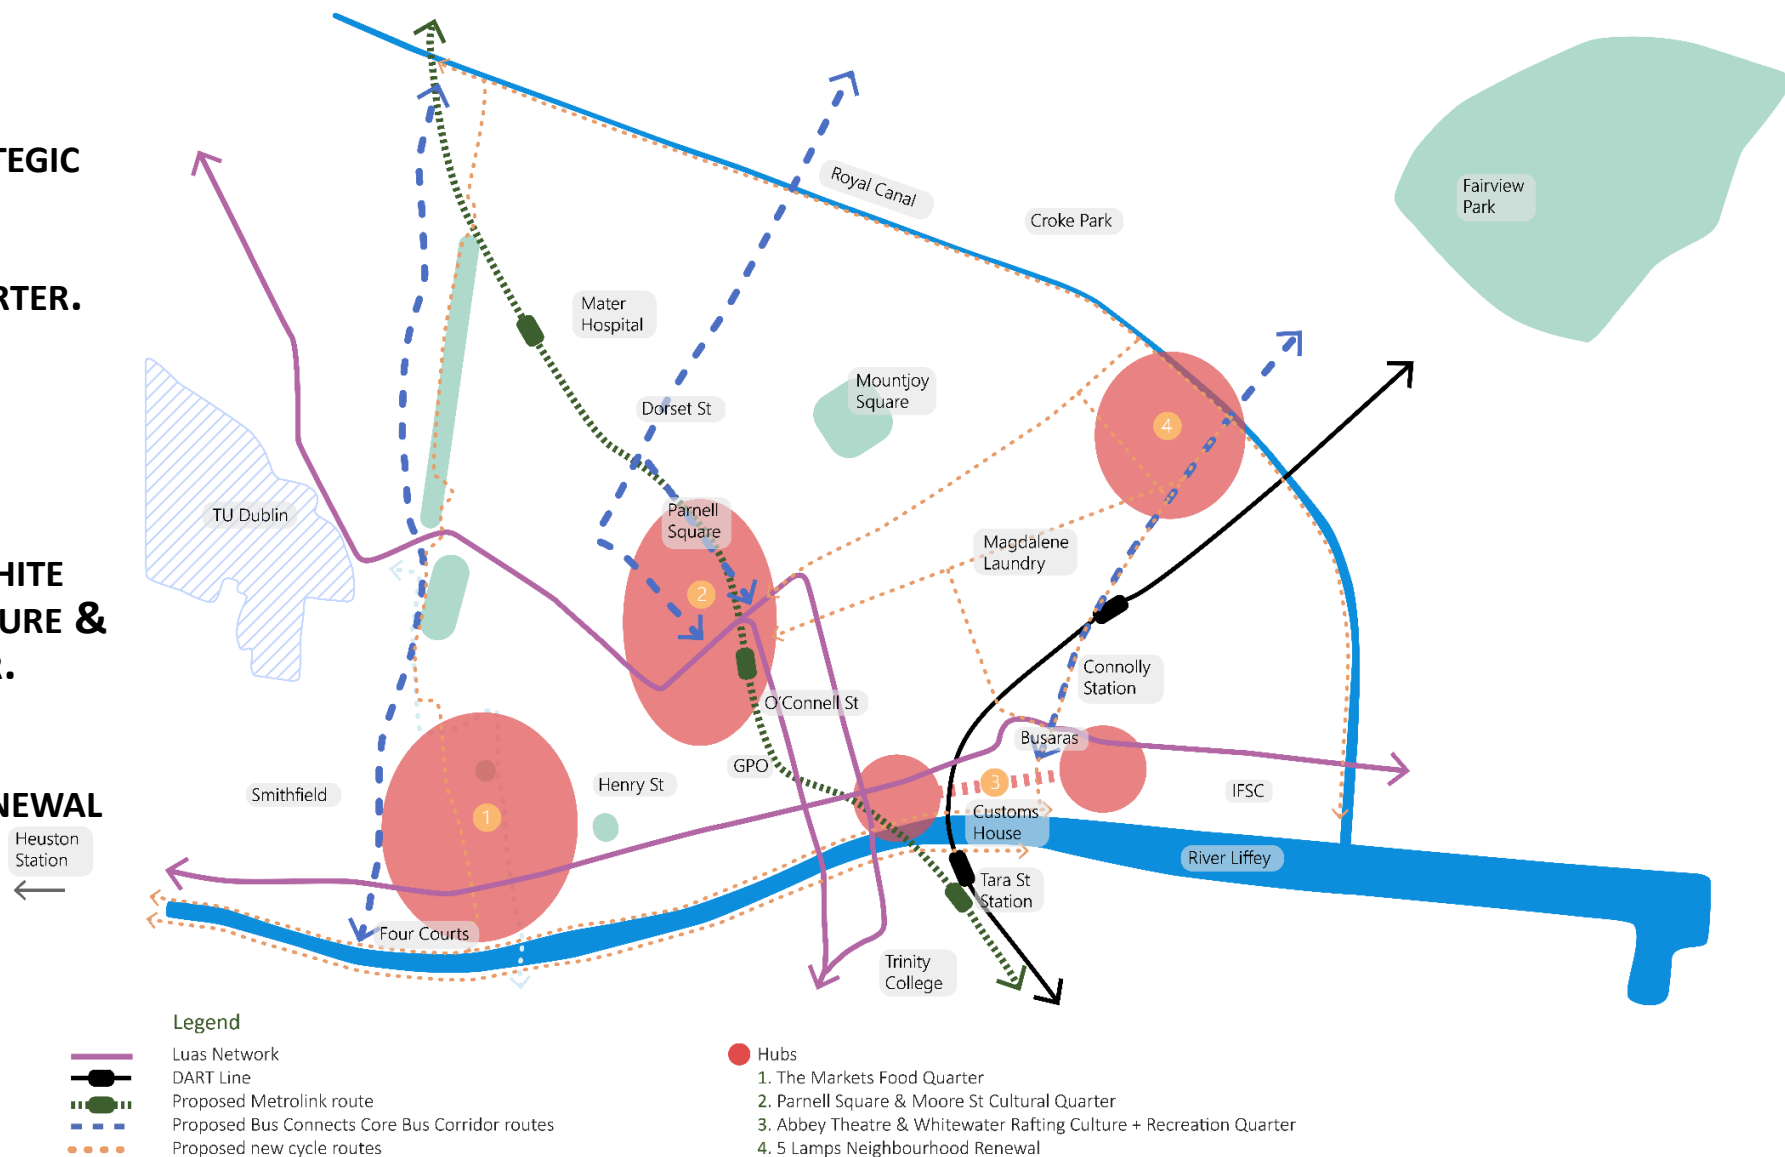 TEGIC
RTER.
HITE
URE &
R.
NEWAL
Royal Canal
Croke Park
Fairview
Park
Mater
Hospital
Mountjoy
Square
Dorset St
4
TU Dublin
Parnell
Square
Magdalene
Laundry
2
Connolly
Station
O'Connell St
Busaras
GPO
Henry St
Smithfield
3
IFSC
1
Customs
House
Heuston
Station
River Liffey
Tara St
Station
Four Courts
Trinity
College
Legend
Luas Network
DART Line
Proposed Metrolink route
Proposed Bus Connects Core Bus Corridor routes
Proposed new cycle routes
Hubs
1. The Markets Food Quarter
2. Parnell Square & Moore St Cultural Quarter
3. Abbey Theatre & Whitewater Rafting Culture + Recreation Quarter
4. 5 Lamps Neighbourhood Renewal